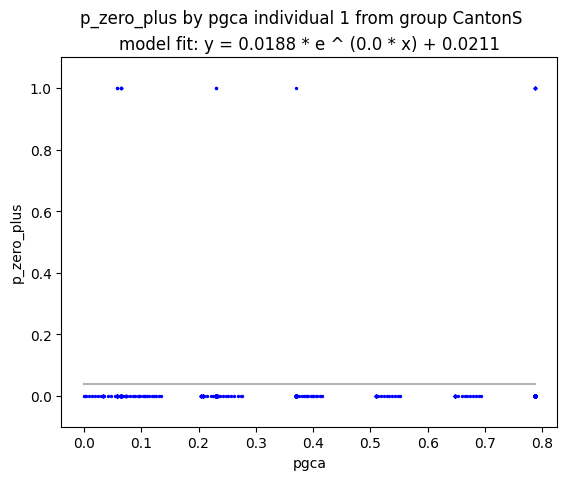 p_zero_plus by pgca individual 1 from group CantonS
model fit: y = 0.0188 * e ^ (0.0 * x) + 0.0211
1.0
0.8
0.6
0.4
0.2
0.0
p_zero_plus
0.0 0.1 0.2 0.3 0.4 0.5 0.6 0.7 0.8
pgca